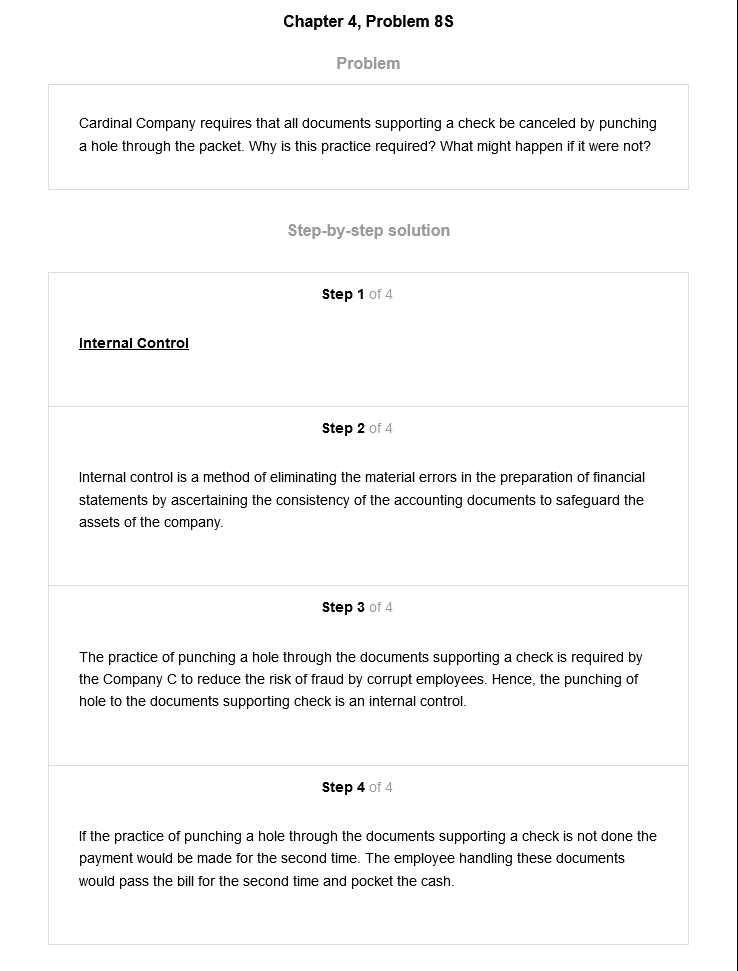 Chapter 4, Problem 8S
Problem
Cardinal Company requires that all documents supporting a check be canceled by punching
a hole through the packet. Why is this practice required? What might happen if it were not?
Step-by-step solution
Step 1 of 4
Internal Control
Step 2 of 4
Internal control is a method of eliminating the material errors in the preparation of financial
statements by ascertaining the consistency of the accounting documents to safeguard the
assets of the company.
Step 3 of 4
The practice of punching a hole through the documents supporting a check is required by
the Company C to reduce the risk of fraud by corrupt employees. Hence, the punching of
hole to the documents supporting check is an internal control.
Step 4 of 4
If the practice of punching a hole through the documents supporting a check is not done the
payment would be made for the second time. The employee handling these documents
would pass the bill for the second time and pocket the cash.